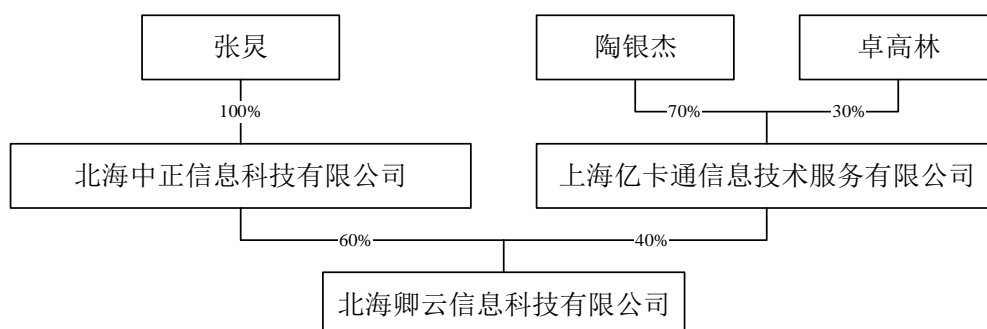 张炅
陶银杰
卓高林
100%
70%
30%
北海中正信息科技有限公司
上海亿卡通信息技术服务有限公司
60%
40%
北海卿云信息科技有限公司